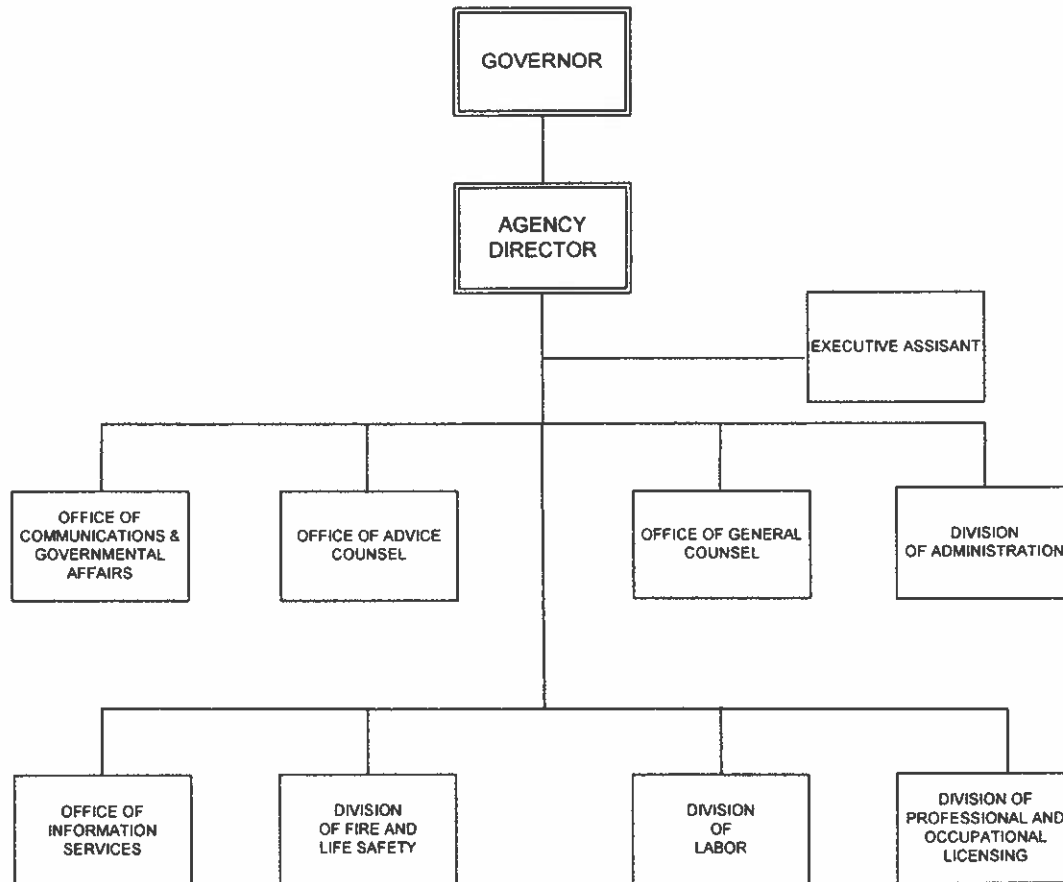 GOVERNOR
AGENCY
DIRECTOR
EXECUTIVE ASSISANT
OFFICE OF
COMMUNICATIONS &
GOVERNMENTAL
AFFAIRS
OFFICE OF ADVICE
COUNSEL
OFFICE OF GENERAL
COUNSEL
DIVISION
OF ADMINISTRATION
OFFICE OF
INFORMATION
SERVICES
DIVISION
OF FIRE AND
LIFE SAFETY
DIVISION
OF
LABOR
DIVISION OF
PROFESSIONAL AND
OCCUPATIONAL
LICENSING